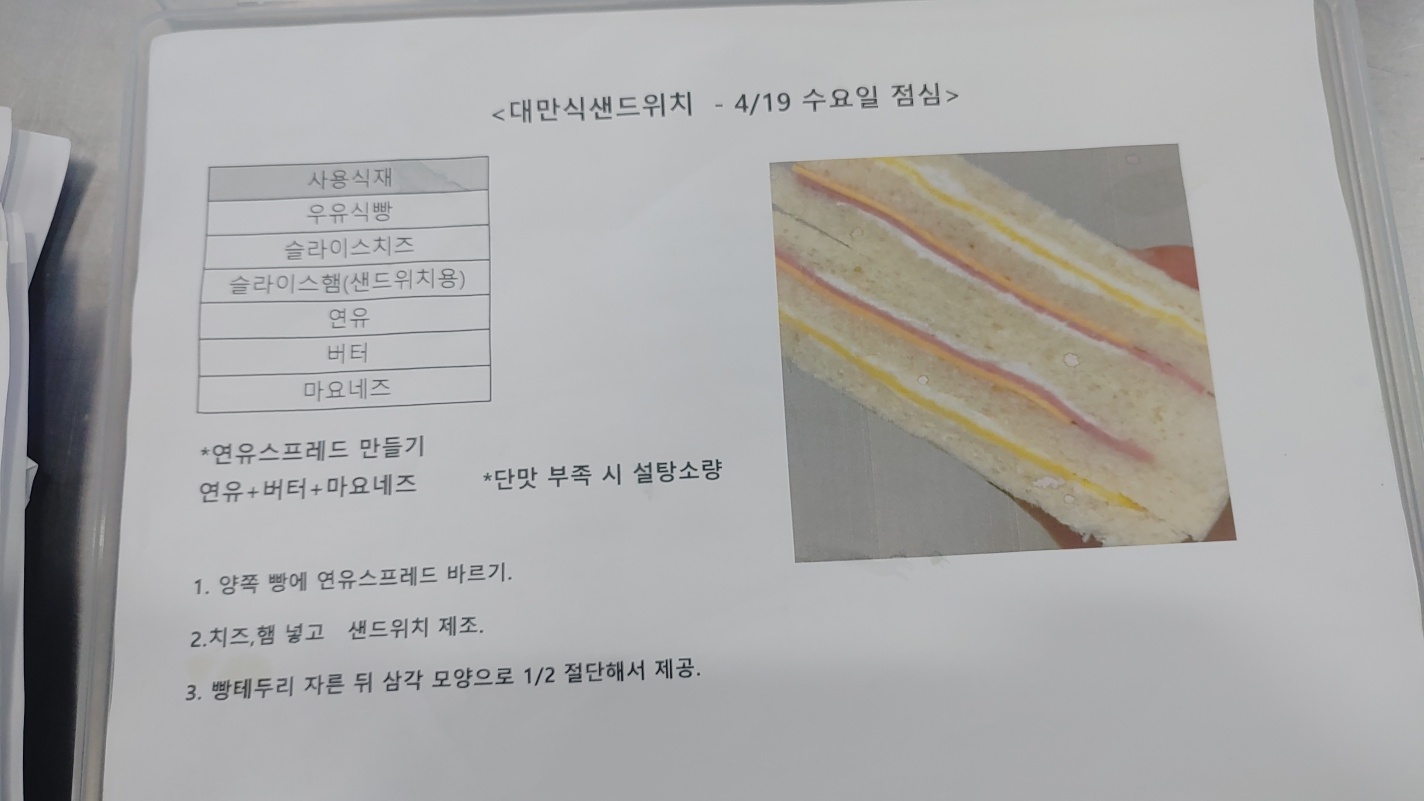 <대만식샌드위치 - 4/19 수요일 점심>
사용식재
우유식빵
슬라이스치즈
슬라이스햄(샌드위치용)
연유
버터
마요네즈
*연유스프레드 만들기
연유+버터+마요네즈 *단맛 부족 시 설탕소량
1. 양쪽 빵에 연유스프레드 바르기.
2.치즈,햄 넣고 샌드위치 제조.
3. 빵테두리 자른 뒤 삼각 모양으로 1/2 절단해서 제공.